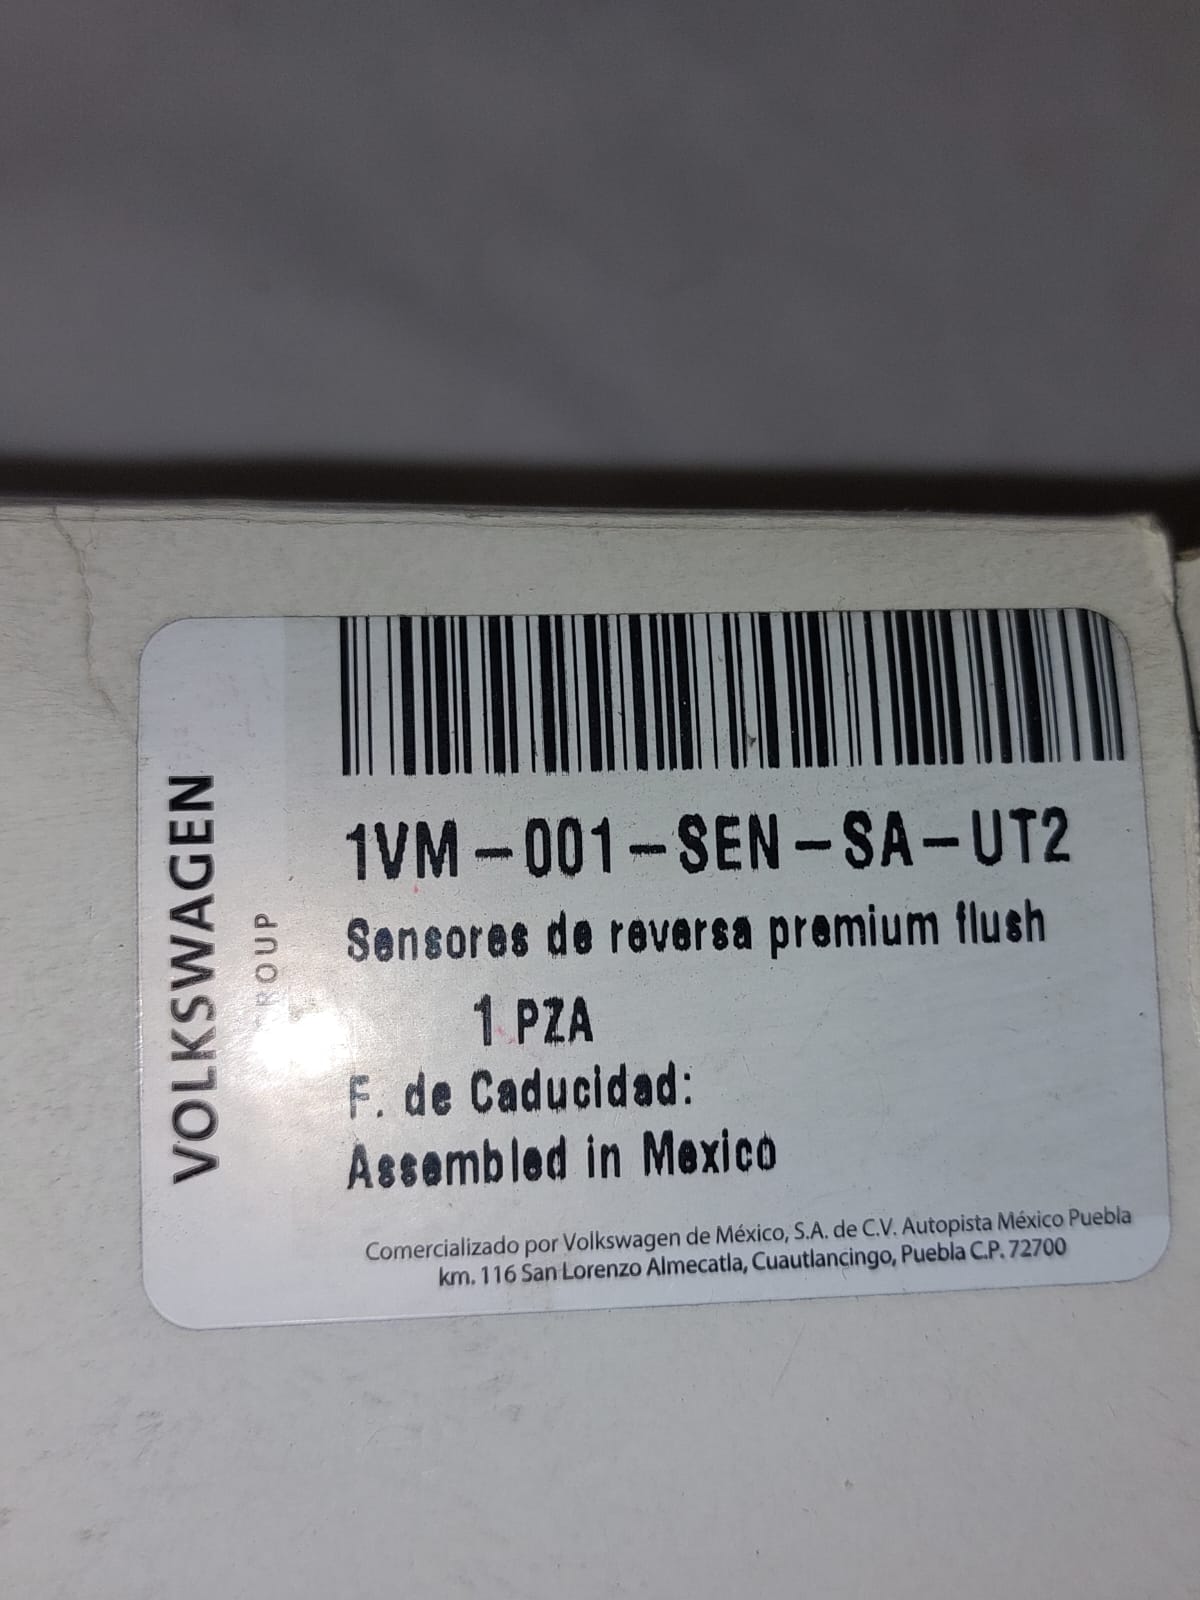 VOLKSWAGEN
ROUP
1VM-001-SEN-SA-UT2
Sensores de reversa premium flush
1 PZA
F. de Caducidad:
Assembled in Mexico
Comercializado por Volkswagen de México, S.A. de C.V. Autopista México Puebla
km. 116 San Lorenzo Almecatla, Cuautlancingo, Puebla C.P. 72700